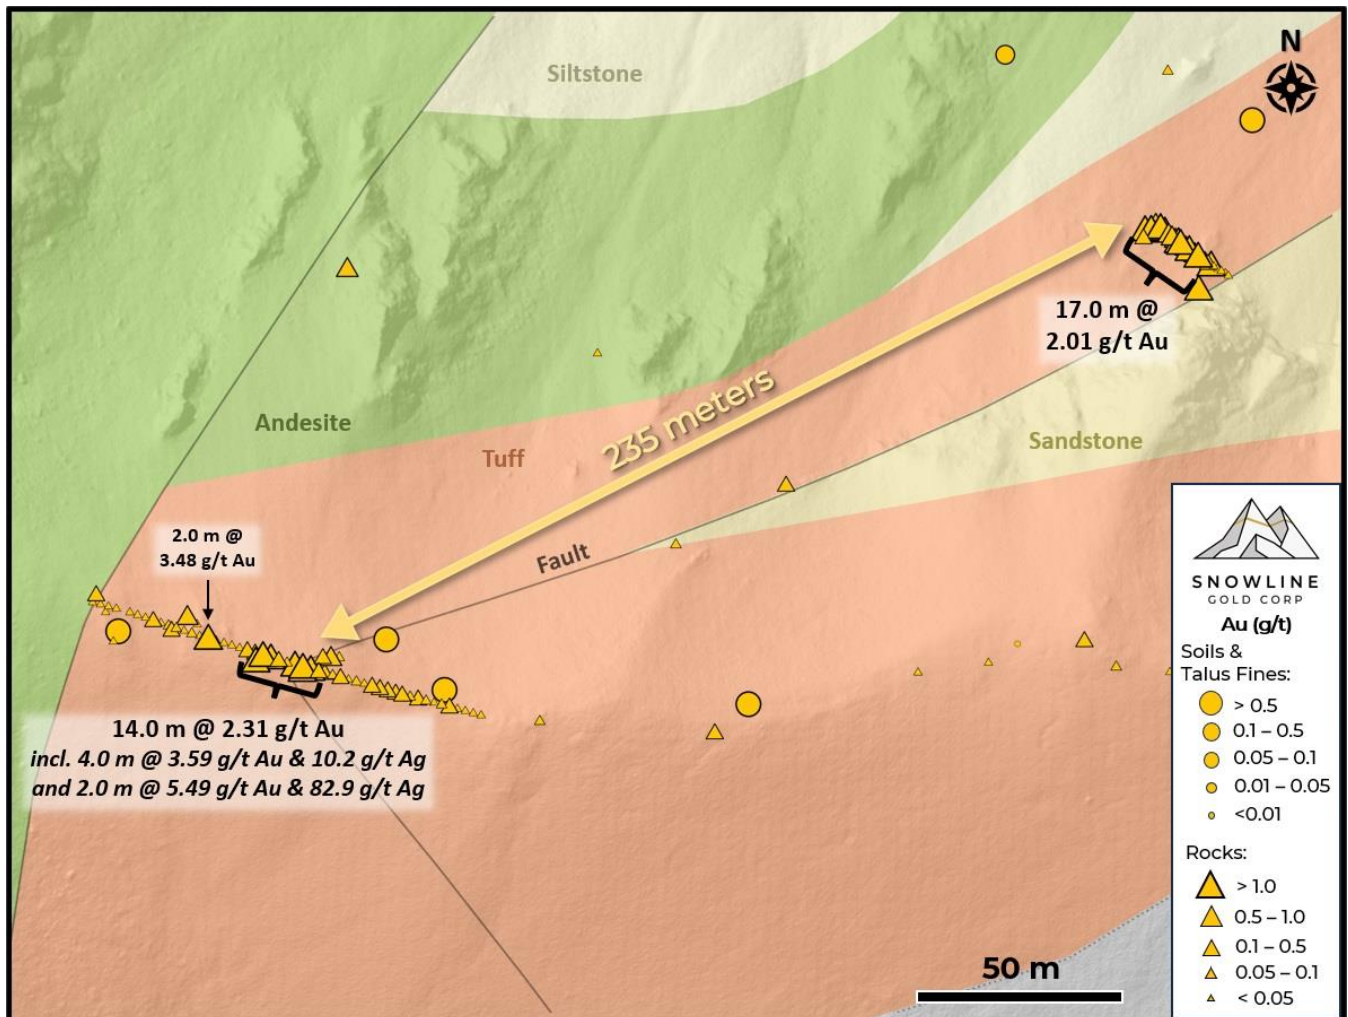 N
Siltstone
17.0 m @
2.01 g/t Au
235 meters
Andesite
Tuff
Sandstone
2.0 m @
3.48 g/t Au
Fault
14.0 m @ 2.31 g/t Au
incl. 4.0 m @ 3.59 g/t Au & 10.2 g/t Ag
and 2.0 m @ 5.49 g/t Au & 82.9 g/t Ag
50 m
SNOWLINE
GOLD CORP
Au (g/t)
Soils &
Talus Fines:
> 0.5
0.1 – 0.5
0.05 – 0.1
0.01 – 0.05
<0.01
Rocks:
> 1.0
0.5 – 1.0
0.1 – 0.5
0.05 – 0.1
< 0.05